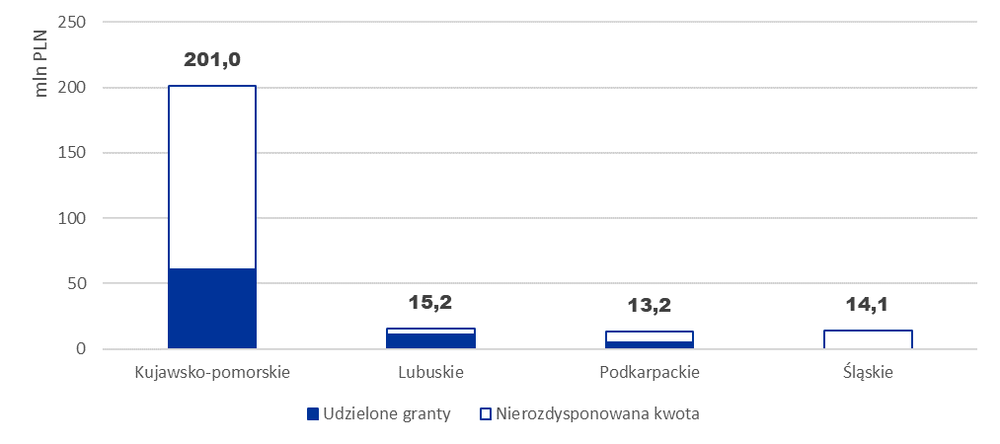 mln PLN
250
200
150
100
50
0
201,0
15,2
13,2
14,1
Kujawsko-pomorskie
Lubuskie
Podkarpackie
Śląskie
Udzielone granty
Nierozdysponowana kwota